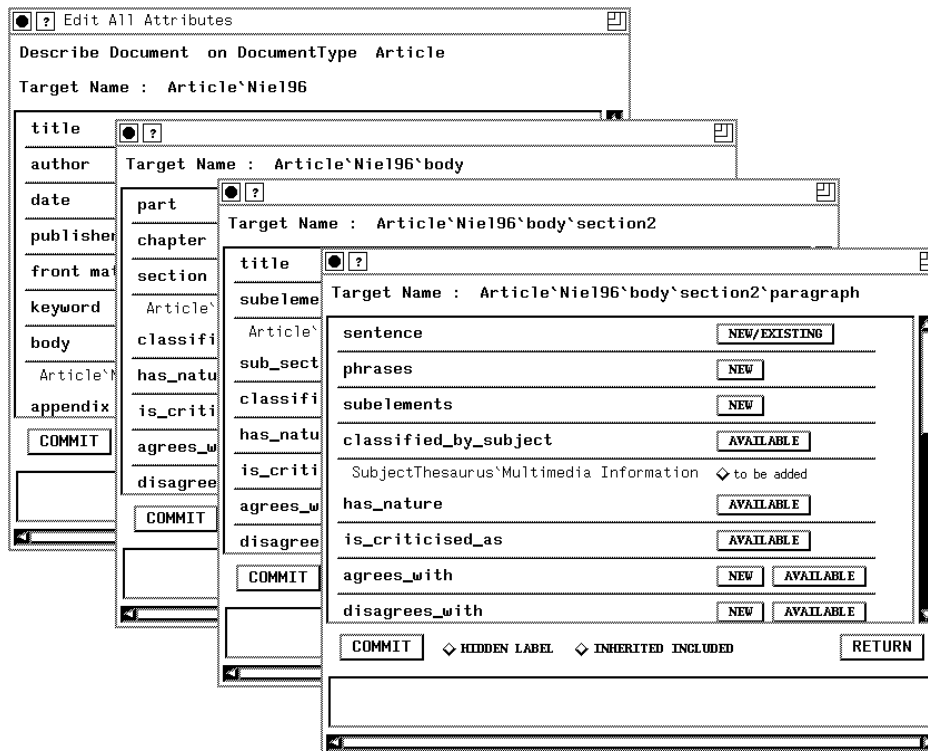 ? Edit All Attributes
Describe Document on DocumentType Article
Target Name : Article`Niel96
title
author
date
publisher
front mat
keyword
body
Article`N
appendix
COMMIT
?
Target Name : Article`Niel96`body
part
chapter
section
Article`
classifi
has_natu
is_criti
agrees_w
disagree
COMMIT
?
Target Name : Article`Niel96`body`section2
title
subeleme
Article`
sub_sect
classifi
has_natu
is_criti
agrees_w
disagree
COMMIT
?
Target Name : Article`Niel96`body`section2`paragraph
sentence NEW/EXISTING
phrases NEW
subelements NEW
classified_by_subject AVAILABLE
SubjectThesaurus`Multimedia Information to be added
has_nature AVAILABLE
is_criticised_as AVAILABLE
agrees_with NEW AVAILABLE
disagrees_with NEW AVAILABLE
COMMIT HIDDEN LABEL INHERITED INCLUDED RETURN